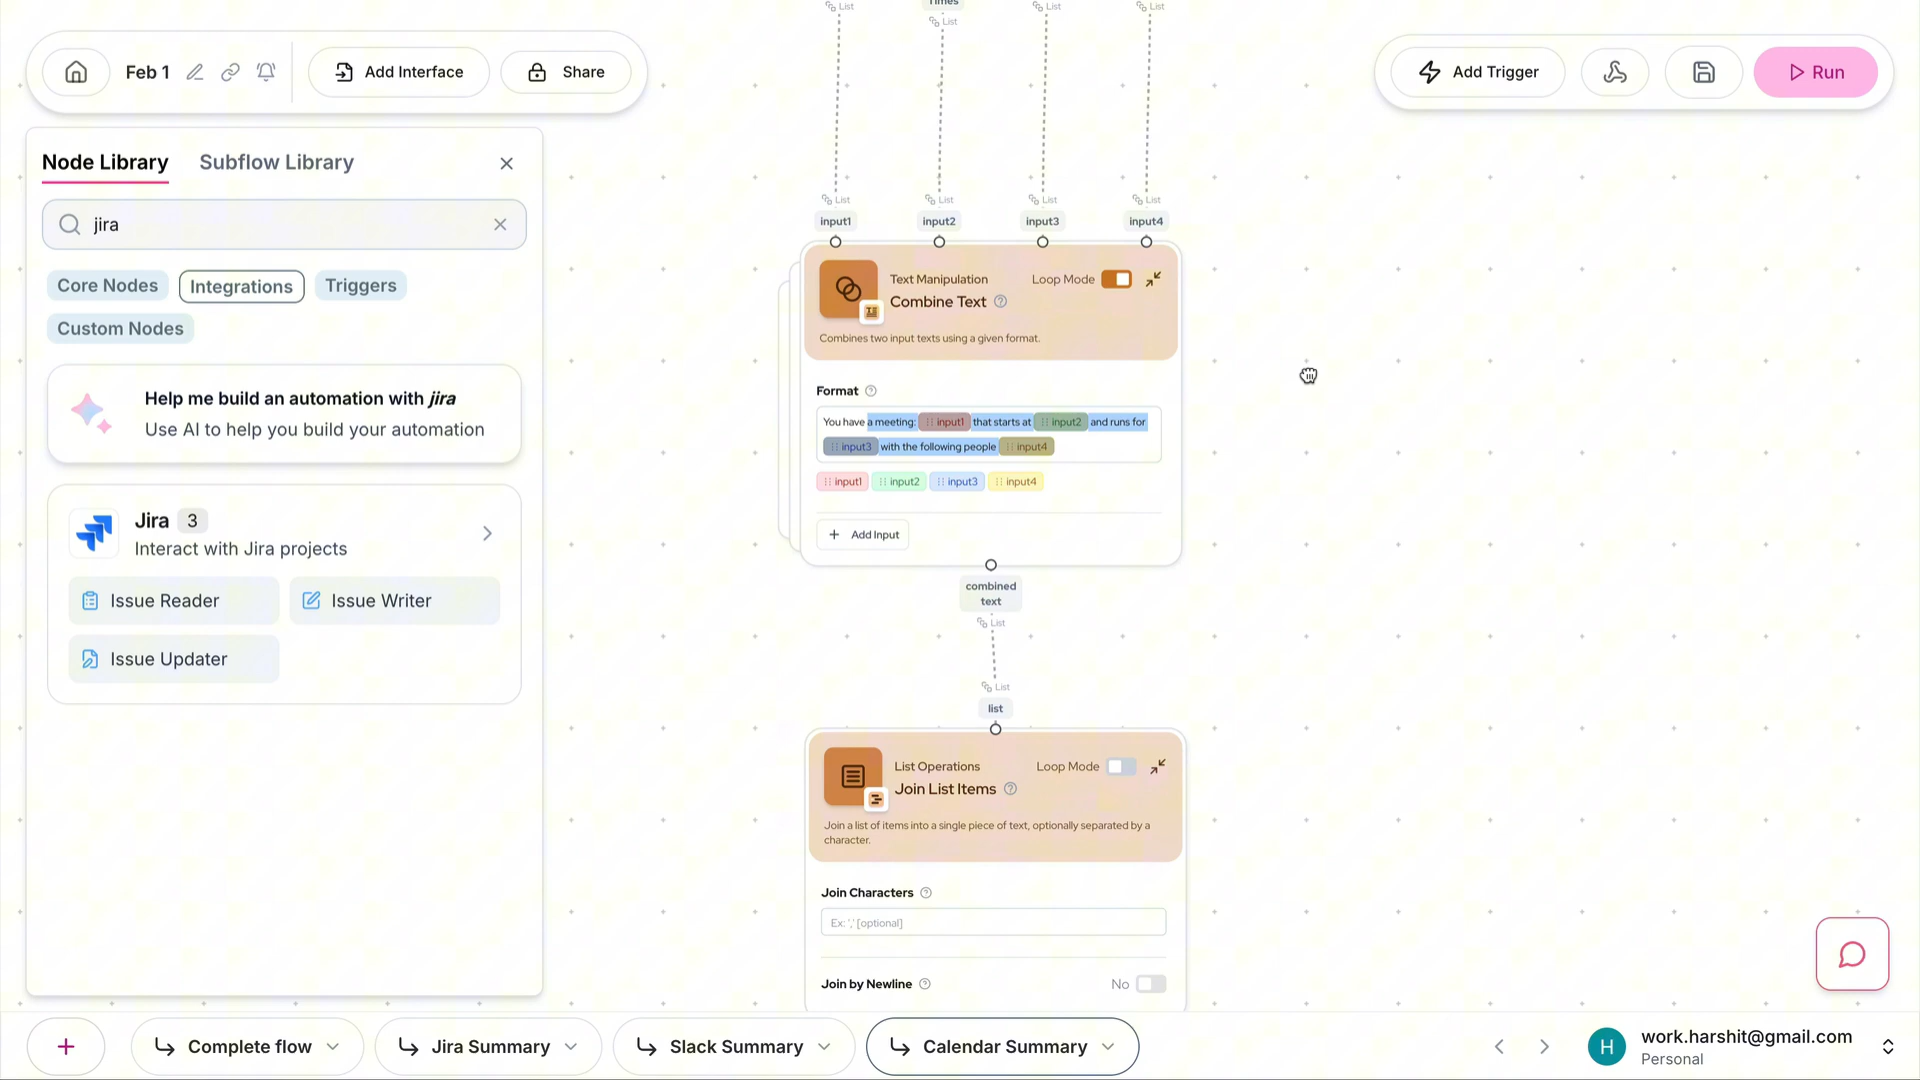 Times
List
List
List
List
Feb 1
Add Interface
Share
Add Trigger
Run
Node Library
Subflow Library
jira
Core Nodes
Integrations
Triggers
Custom Nodes
Help me build an automation with jira
Use AI to help you build your automation
Jira 3
Interact with Jira projects
Issue Reader
Issue Writer
Issue Updater
List
List
List
List
input1
input2
input3
input4
Text Manipulation
Loop Mode
Combine Text
Combines two input texts using a given format.
Format
You have a meeting: input1 that starts at input2 and runs for
input3 with the following people input4
input1 input2 input3 input4
Add Input
combined
text
List
List
list
List Operations
Loop Mode
Join List Items
Join a list of items into a single piece of text, optionally separated by a
character.
Join Characters
Ex: ',' [optional]
Join by Newline
No
Complete flow
Jira Summary
Slack Summary
Calendar Summary
H
work.harshit@gmail.com
Personal